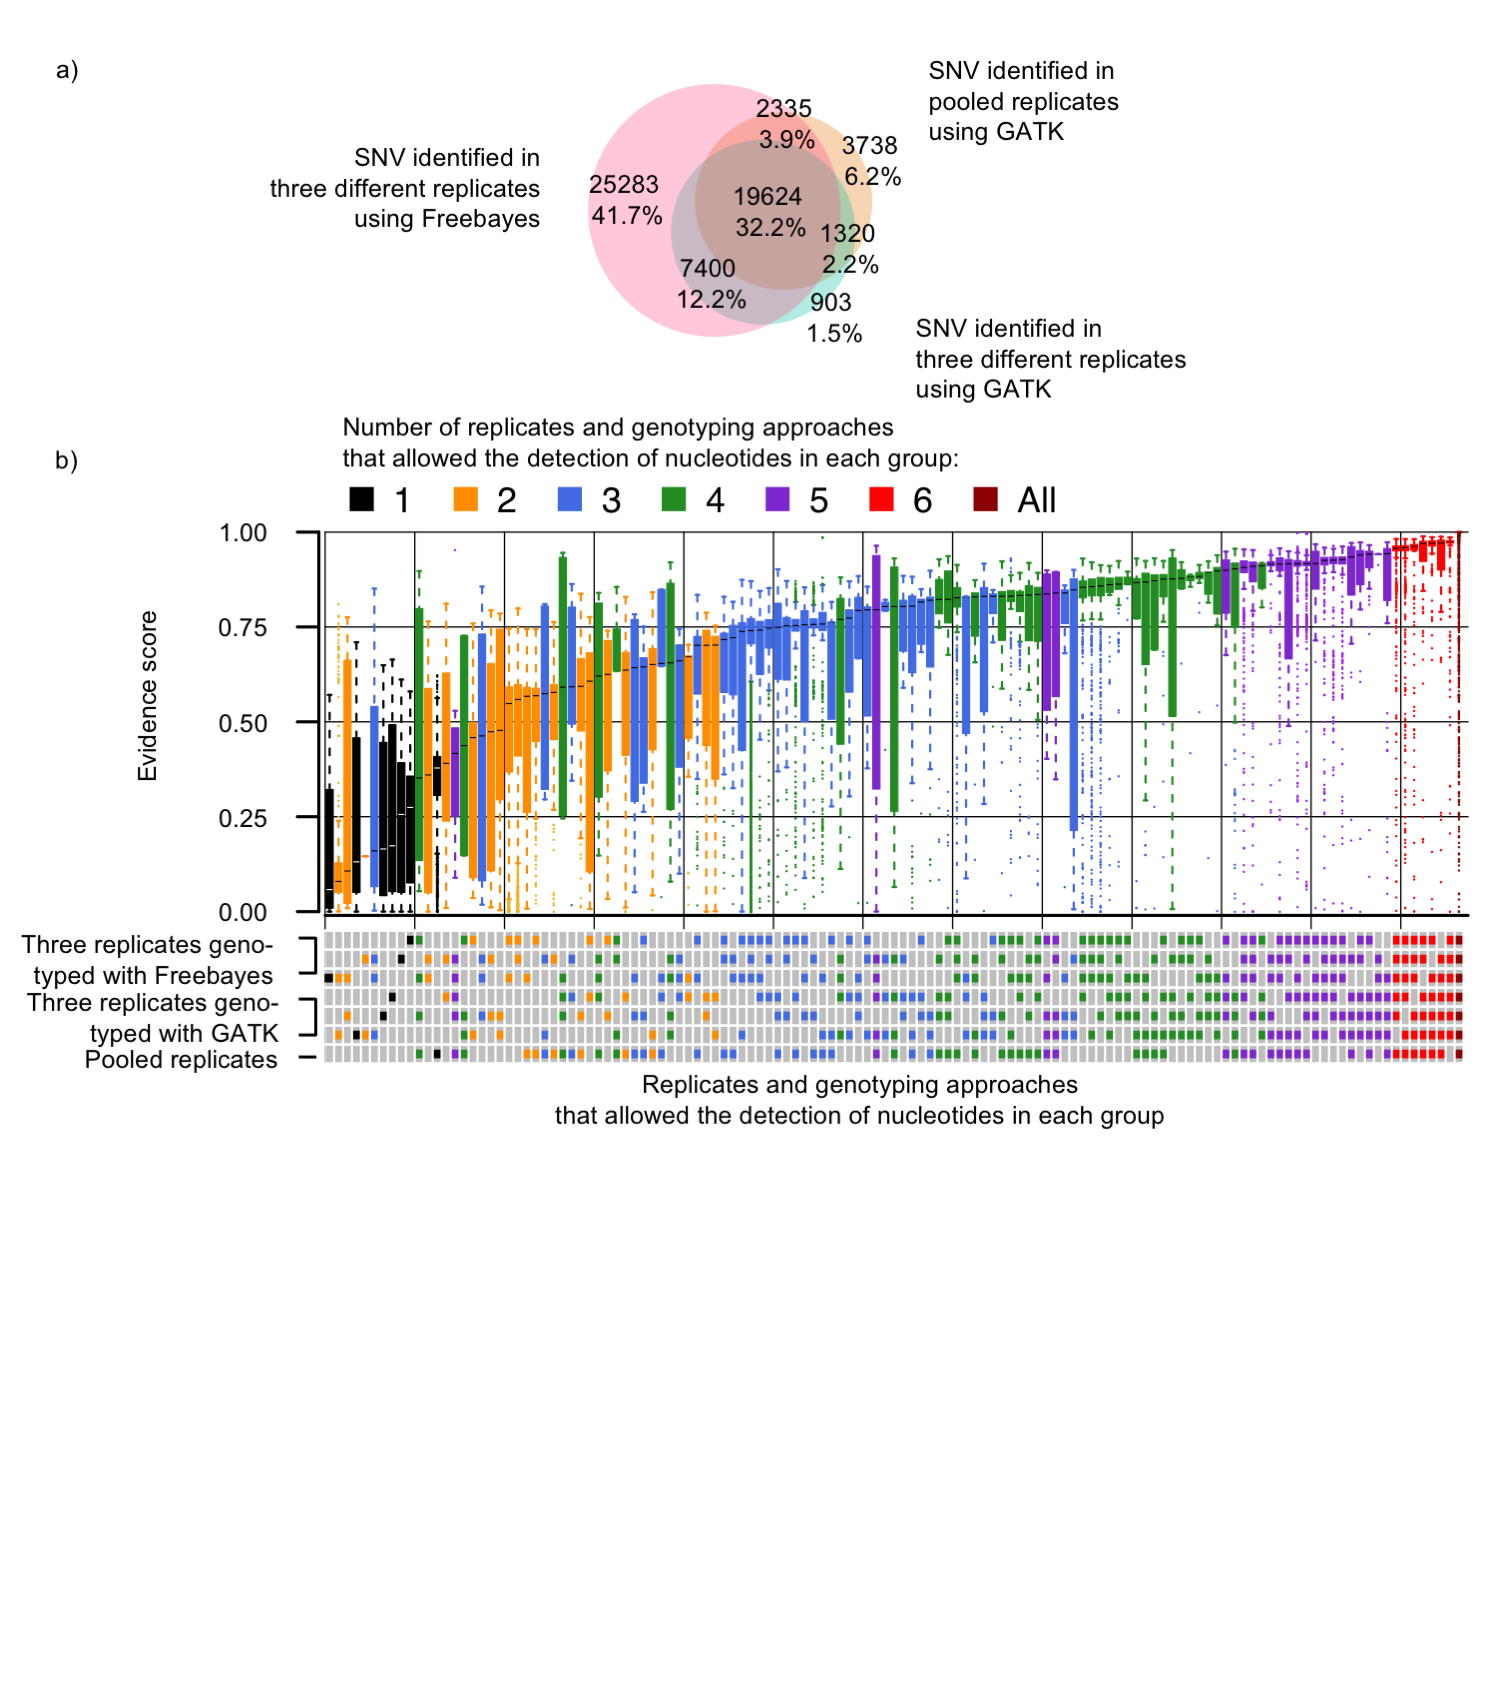 a)
SNV identified in
pooled replicates
using GATK
SNV identified in
three different replicates
using Freebayes
2335
3.9%
3738
6.2%
25283
41.7%
19624
32.2%
1320
2.2%
7400
12.2%
903
1.5%
SNV identified in
three different replicates
using GATK
b)
Number of replicates and genotyping approaches
that allowed the detection of nucleotides in each group:
1 2 3 4 5 6 All
Evidence score
1.00
0.75
0.50
0.25
0.00
Three replicates geno-
typed with Freebayes
Three replicates geno-
typed with GATK
Pooled replicates
Replicates and genotyping approaches
that allowed the detection of nucleotides in each group